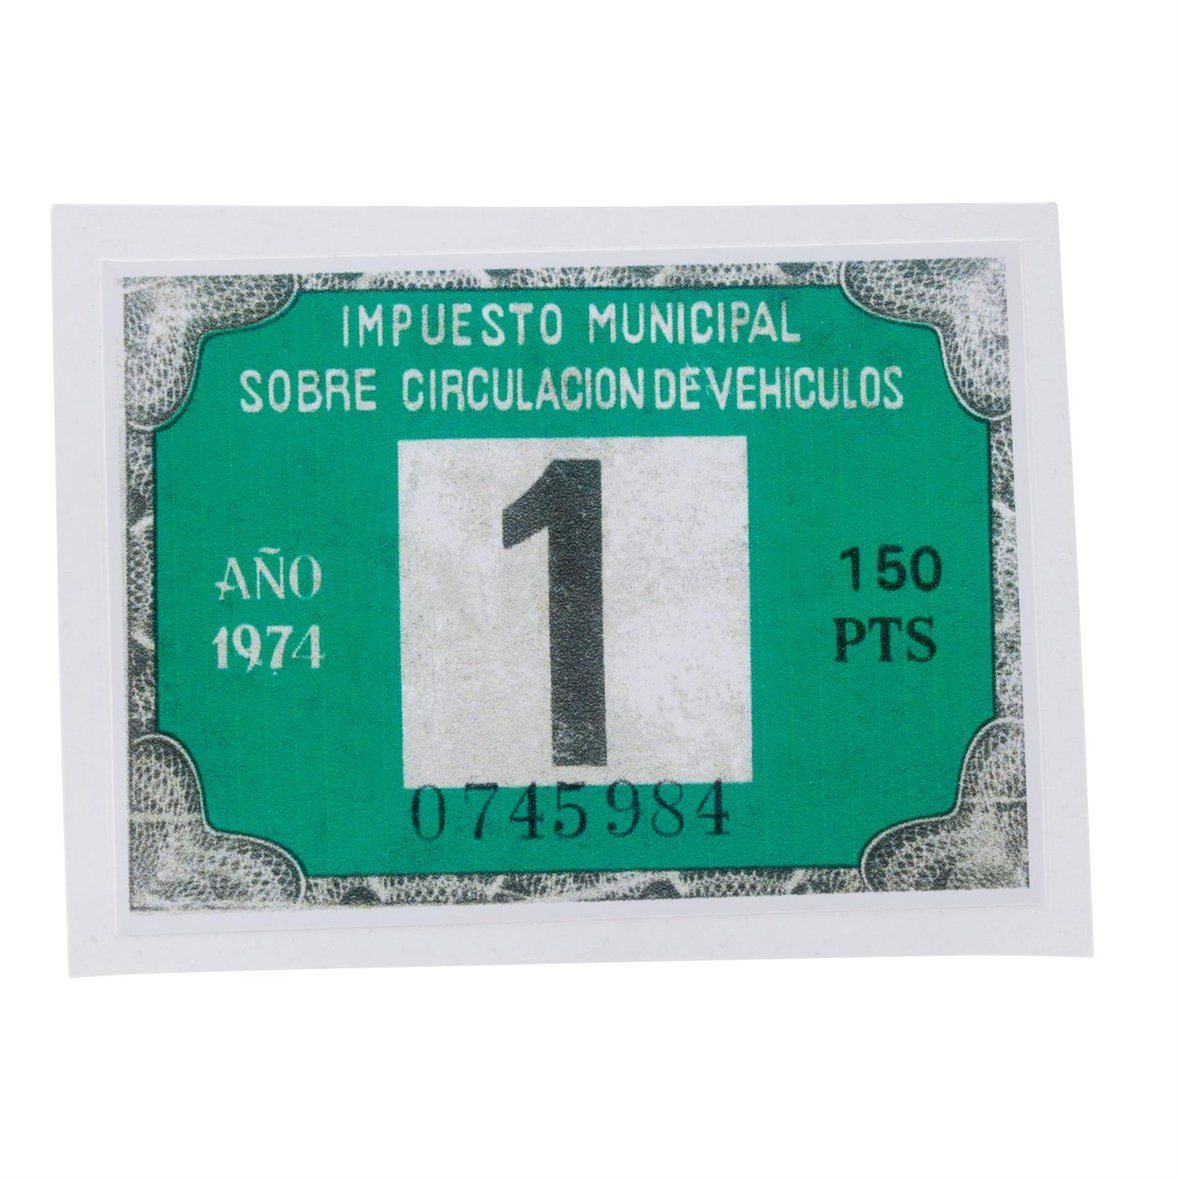 IMPUESTO MUNICIPAL
SOBRE CIRCULACION DE VEHICULOS
1
AÑO
1974
150
PTS
0745984